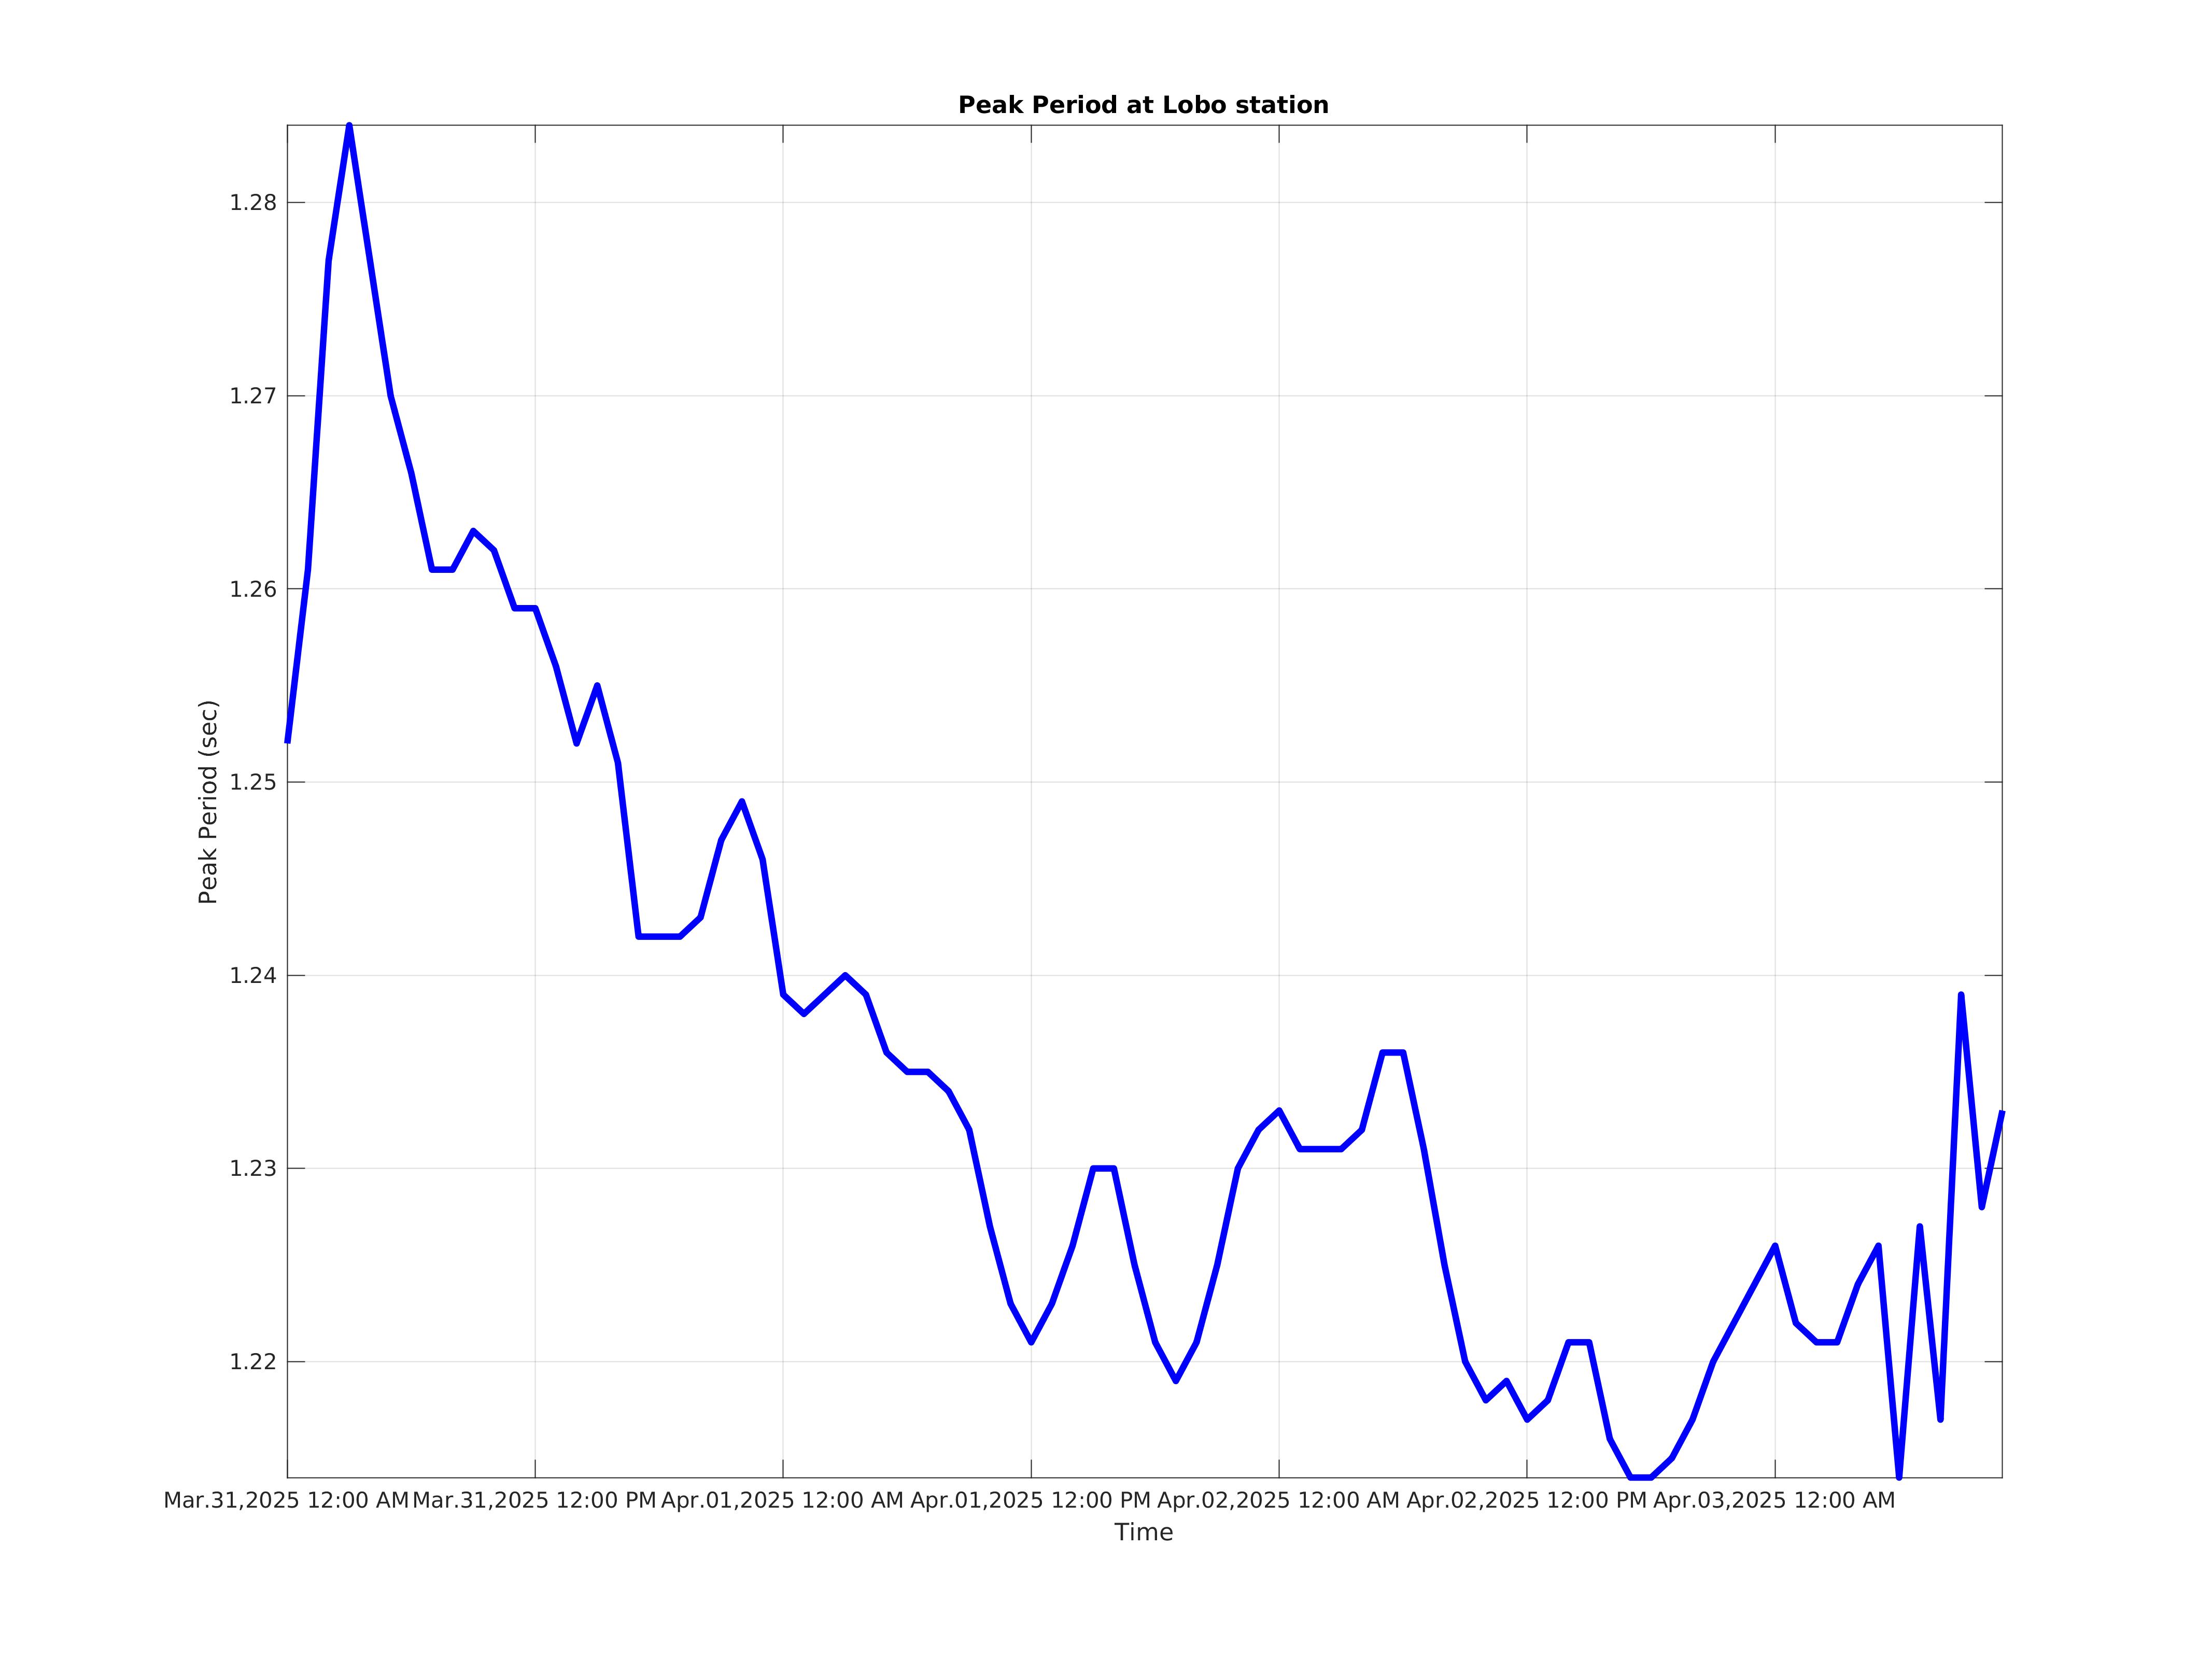 Peak Period at Lobo station
1.28
1.27
1.26
1.25
1.24
1.23
1.22
Peak Period (sec)
Mar.31,2025 12:00 AM Mar.31,2025 12:00 PM Apr.01,2025 12:00 AM Apr.01,2025 12:00 PM Apr.02,2025 12:00 AM Apr.02,2025 12:00 PM Apr.03,2025 12:00 AM
Time